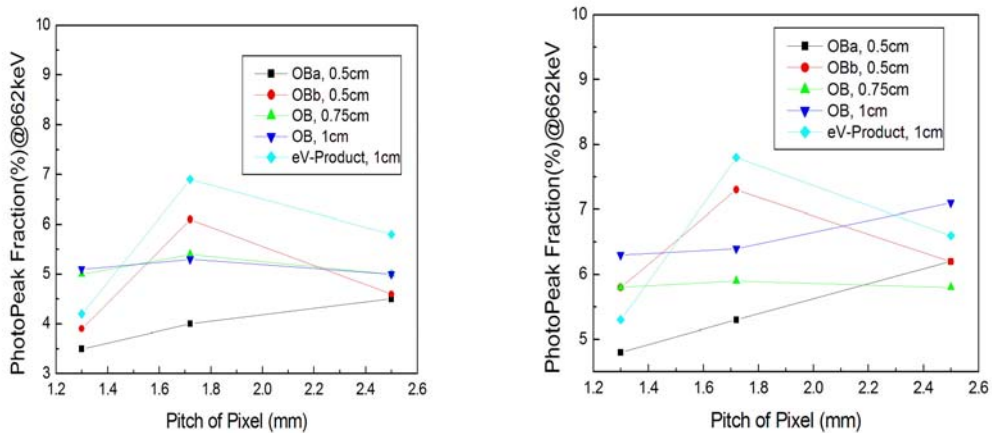 PhotoPeak Fraction(%)@662keV
10
9
8
7
6
5
4
3
OBa, 0.5cm
OBb, 0.5cm
OB, 0.75cm
OB, 1cm
eV-Product, 1cm
1.2 1.4 1.6 1.8 2.0 2.2 2.4 2.6
Pitch of Pixel (mm)
PhotoPeak Fraction(%)@662keV
10
9
8
7
6
5
OBa, 0.5cm
OBb, 0.5cm
OB, 0.75cm
OB, 1cm
eV-Product, 1cm
1.2 1.4 1.6 1.8 2.0 2.2 2.4 2.6
Pitch of Pixel (mm)